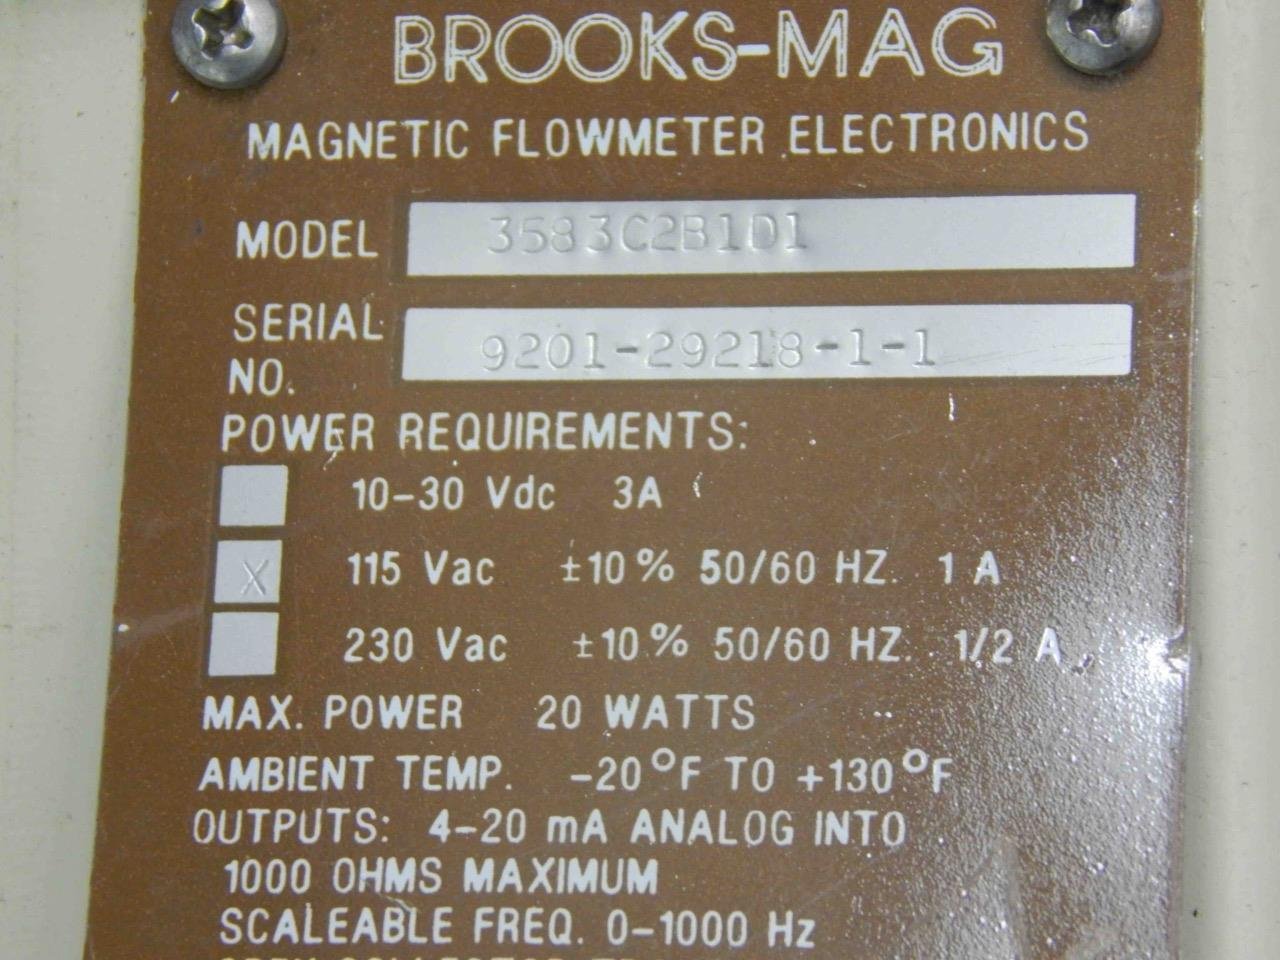 BROOKS-MAG
MAGNETIC FLOWMETER ELECTRONICS
MODEL 3583C2B1D1
SERIAL NO. 9201-29218-1-1
POWER REQUIREMENTS:
10-30 Vdc 3A
X 115 Vac ±10% 50/60 HZ. 1 A
230 Vac ±10% 50/60 HZ. 1/2 A
MAX. POWER 20 WATTS
AMBIENT TEMP. -20°F TO +130°F
OUTPUTS: 4-20 mA ANALOG INTO
1000 OHMS MAXIMUM
SCALEABLE FREQ. 0-1000 Hz